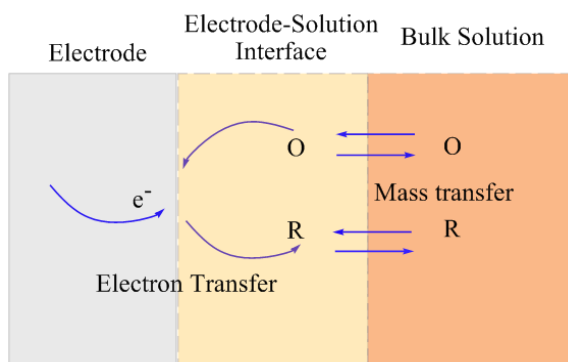 Electrode
Electrode-Solution
Interface
Bulk Solution
O
O
e-
Mass transfer
R
R
Electron Transfer